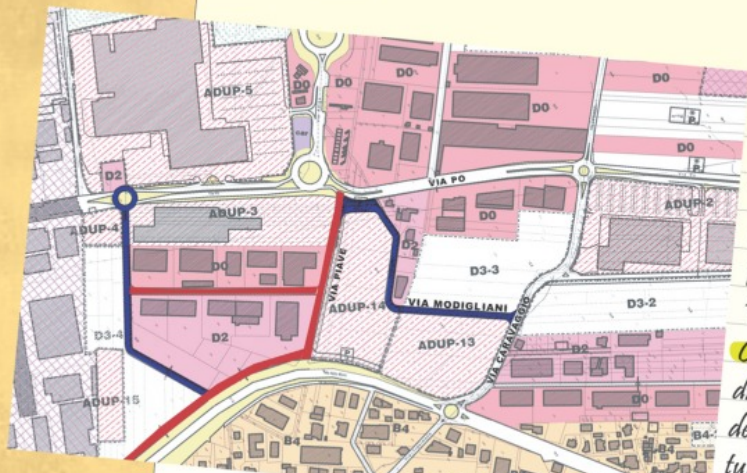 D0
D0
D0
ADUP-5
D0
D0
D2
VIA PO
ADUP-3
D0
ADUP-2
ADUP-4
D2
D0
VIA PIAVE
D3-3
ADUP-14
VIA MODIGLIANI
D3-2
D3-4
D2
ADUP-13
VIA CARAVAGGIO
D2
ADUP-15
D0
B4
B4
B4